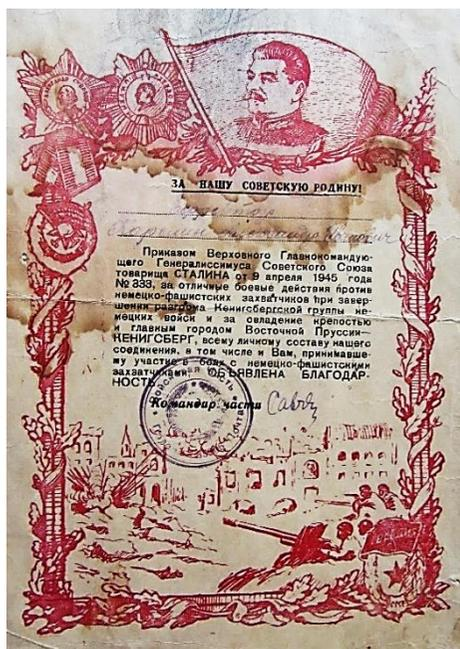 ЗА НАШУ СОВЕТСКУЮ РОДИНУ!
Приказом Верховного Главнокомандую-
щего Генералиссимуса Советского Союза
товарища СТАЛИНА от 9 апреля 1945 года
№ 333, за отличные боевые действия против
немецко-фашистских захватчиков при завер-
шении разгрома Кенигсбергской группы не-
мецких войск и за овладение крепостью
и главным городом Восточной Пруссии—
КЕНИГСБЕРГ, всему личному составу нашего
соединения, в том числе и Вам, принимавше-
му участие в боях с немецко-фашистскими
захватчиками, ОБЪЯВЛЕНА БЛАГОДАР-
НОСТЬ.
Командир части